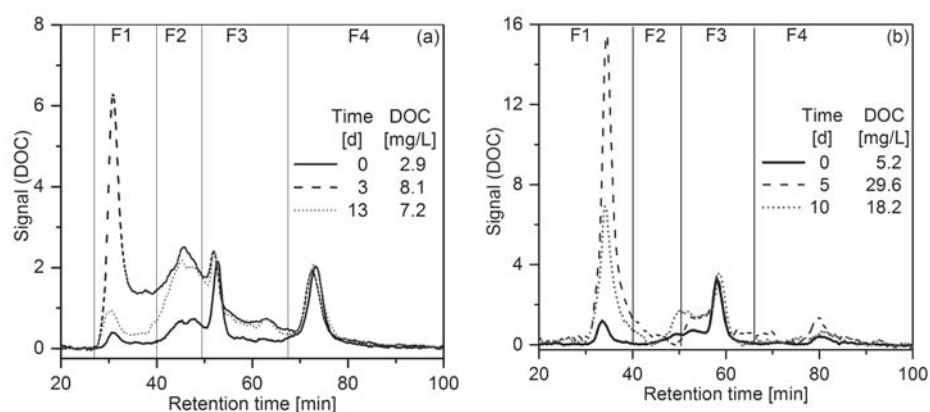 8
6
4
2
0
Signal (DOC)
F1 F2 F3 F4 (a)
Time DOC
[d] [mg/L]
0 2.9
3 8.1
13 7.2
20 40 60 80 100
Retention time [min]
16
12
8
4
0
Signal (DOC)
F1 F2 F3 F4 (b)
Time DOC
[d] [mg/L]
0 5.2
5 29.6
10 18.2
20 40 60 80 100
Retention time [min]